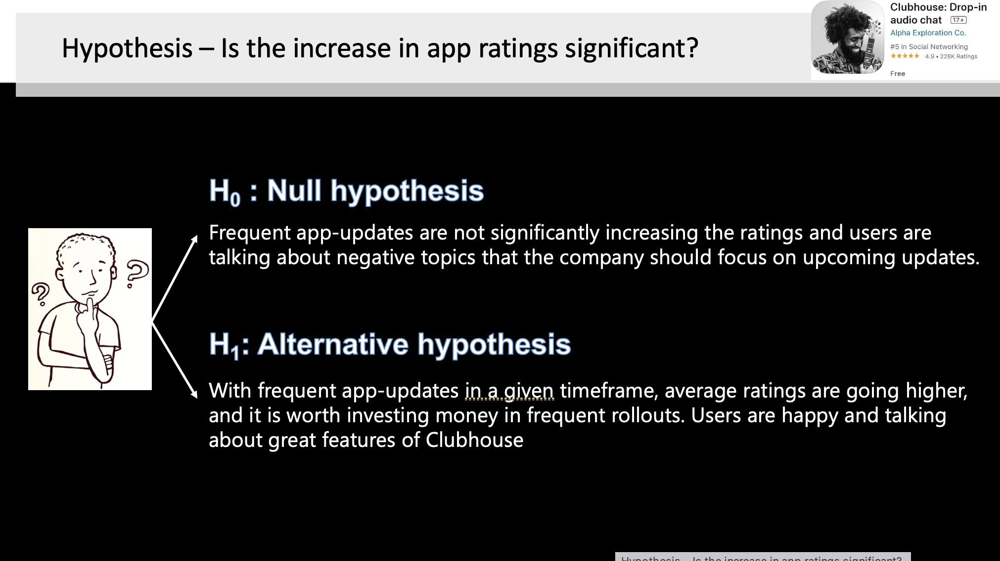 Hypothesis – Is the increase in app ratings significant?
Clubhouse: Drop-in
audio chat 17+
Alpha Exploration Co.
#5 in Social Networking
★★★★★ 4.9 • 228K Ratings
Free
H₀ : Null hypothesis
Frequent app-updates are not significantly increasing the ratings and users are
talking about negative topics that the company should focus on upcoming updates.
? ?
H₁: Alternative hypothesis
With frequent app-updates in a given timeframe, average ratings are going higher,
and it is worth investing money in frequent rollouts. Users are happy and talking
about great features of Clubhouse
Hypothesis – Is the increase in app ratings significant?